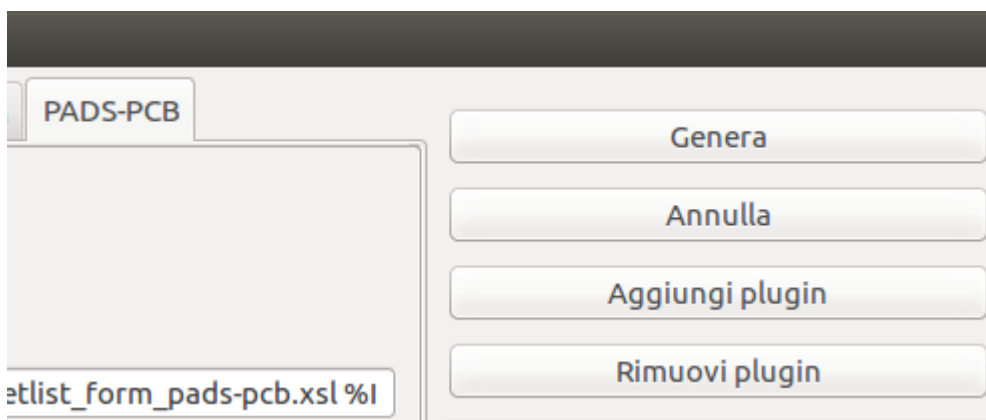 PADS-PCB
Genera
Annulla
Aggiungi plugin
Rimuovi plugin
etlist_form_pads-pcb.xsl %I